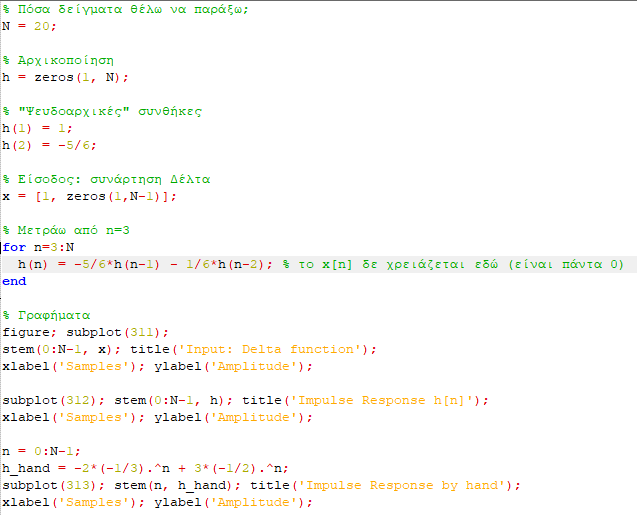 % Πόσα δείγματα θέλω να παράξω;
N = 20;
% Αρχικοποίηση
h = zeros(1, N);
% "Ψευδοαρχικές" συνθήκες
h(1) = 1;
h(2) = -5/6;
% Είσοδος: συνάρτηση Δέλτα
x = [1, zeros(1,N-1)];
% Μετράω από n=3
for n=3:N
h(n) = -5/6*h(n-1) - 1/6*h(n-2); % το x[n] δε χρειάζεται εδώ (είναι πάντα 0)
end
% Γραφήματα
figure; subplot(311);
stem(0:N-1, x); title('Input: Delta function');
xlabel('Samples'); ylabel('Amplitude');
subplot(312); stem(0:N-1, h); title('Impulse Response h[n]');
xlabel('Samples'); ylabel('Amplitude');
n = 0:N-1;
h_hand = -2*(-1/3).^n + 3*(-1/2).^n;
subplot(313); stem(n, h_hand); title('Impulse Response by hand');
xlabel('Samples'); ylabel('Amplitude');